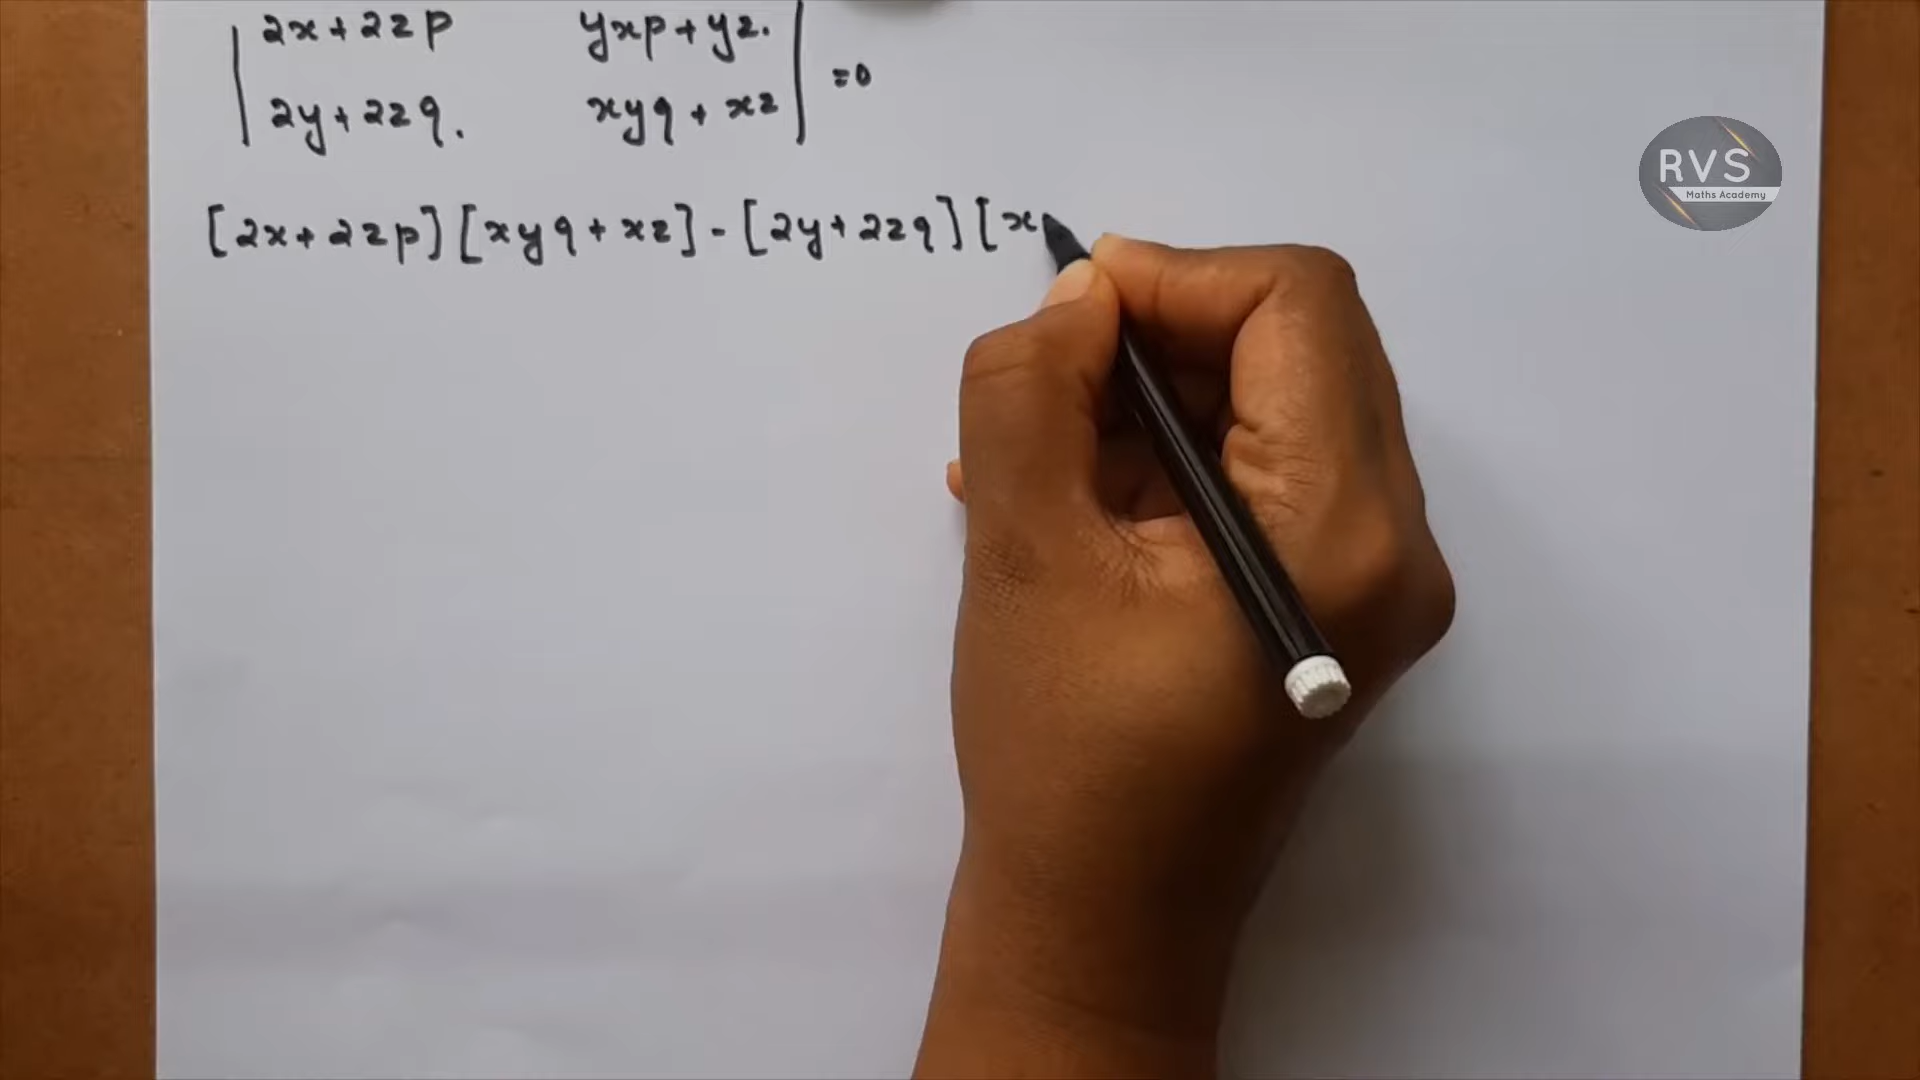 2x+2zp yxp+yz.
=0
2y+2zq. xyq+xz
[2x+2zp][xyq+xz]-[2y+2zq][x
RVS
Maths Academy